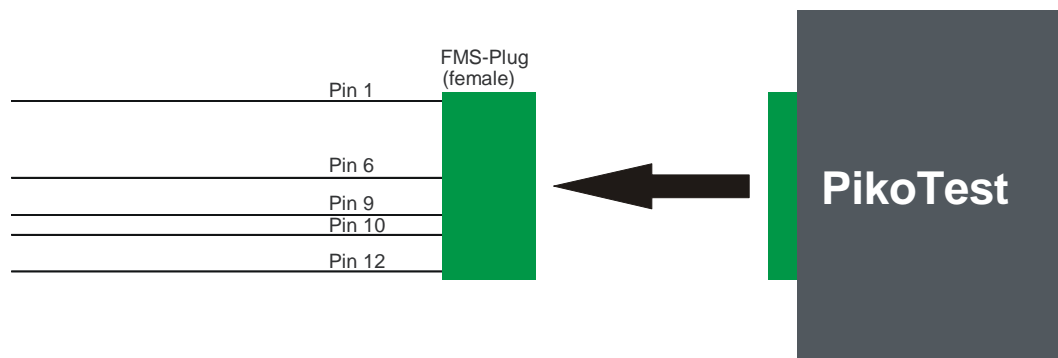 FMS-Plug
(female)
Pin 1
Pin 6
Pin 9
Pin 10
Pin 12
PikoTest